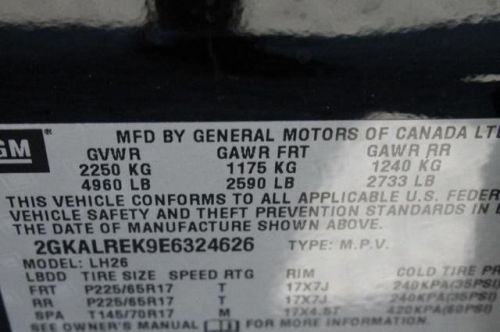 GM
MFD BY GENERAL MOTORS OF CANADA LT
GVWR GAWR FRT GAWR RR
2250 KG 1175 KG 1240 KG
4960 LB 2590 LB 2733 LB
THIS VEHICLE CONFORMS TO ALL APPLICABLE U.S. FEDER
VEHICLE SAFETY AND THEFT PREVENTION STANDARDS IN
THE DATE OF MANUFACTURE SHOWN ABOVE.
2GKALREK9E6324626 TYPE: M.P.V.
MODEL: LH26
LBDD TIRE SIZE SPEED RTG RIM COLD TIRE PR
FRT P225/65R17 T 17X7J 240KPA(35PSI)
RR P225/65R17 T 17X7J 240KPA(35PSI)
SPA T145/70R17 M 17X4.5T 420KPA(60PSI)
SEE OWNER'S MANUAL FOR MORE INFORMATION.